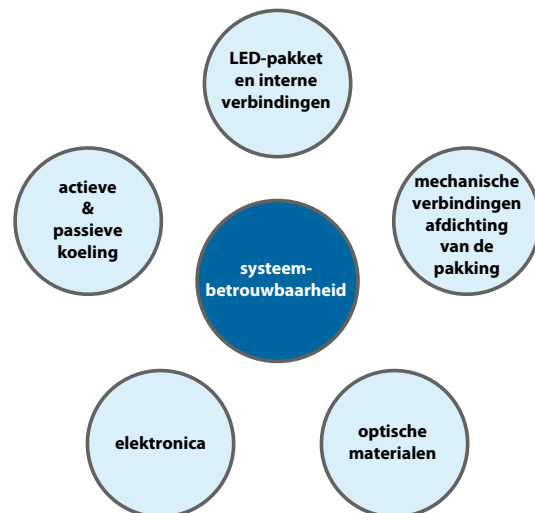 LED-pakket
en interne
verbindingen
actieve
&
passieve
koeling
mechanische
verbindingen
afdichting
van de
pakking
systeem-
betrouwbaarheid
elektronica
optische
materialen